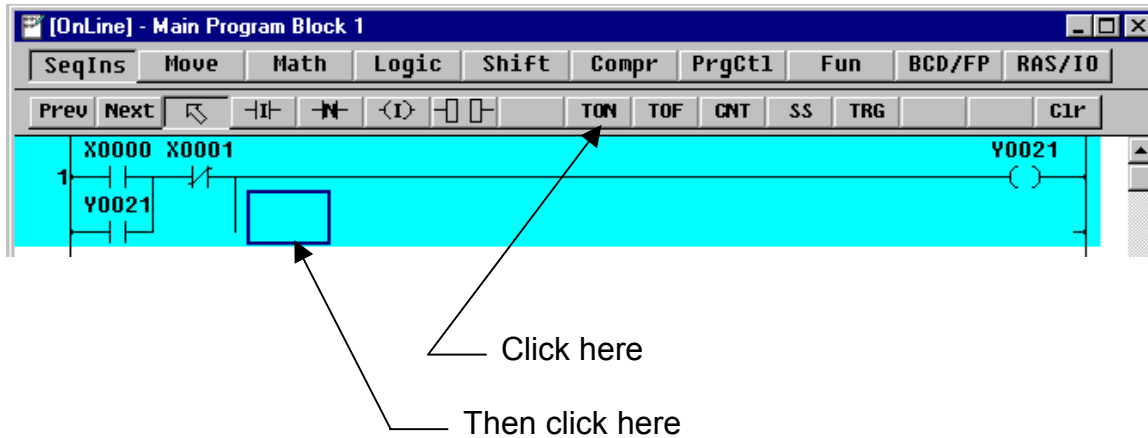 [OnLine] - Main Program Block 1
SeqIns Move Math Logic Shift Compr PrgCtl Fun BCD/FP RAS/IO
Prev Next I N (I) TON TOF CNT SS TRG Clr
X0000 X0001 Y0021
1
Y0021
Click here
Then click here